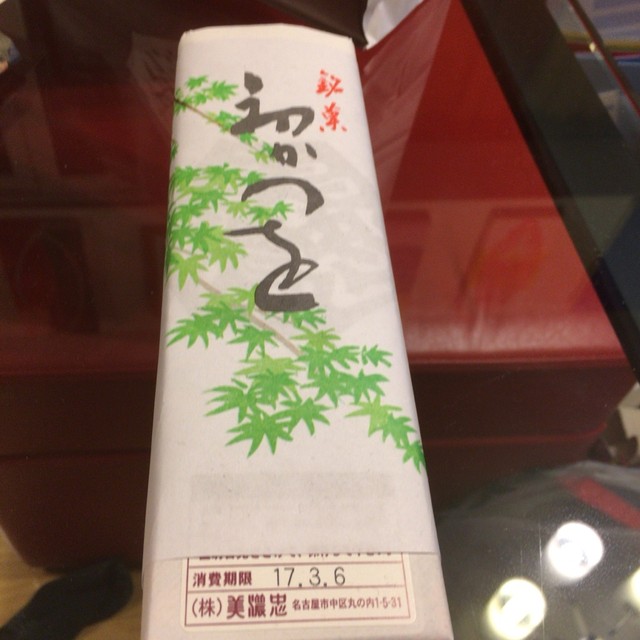 銘菓
初かつを
消費期限 17.3.6
(株)美濃忠 名古屋市中区丸の内1-5-31